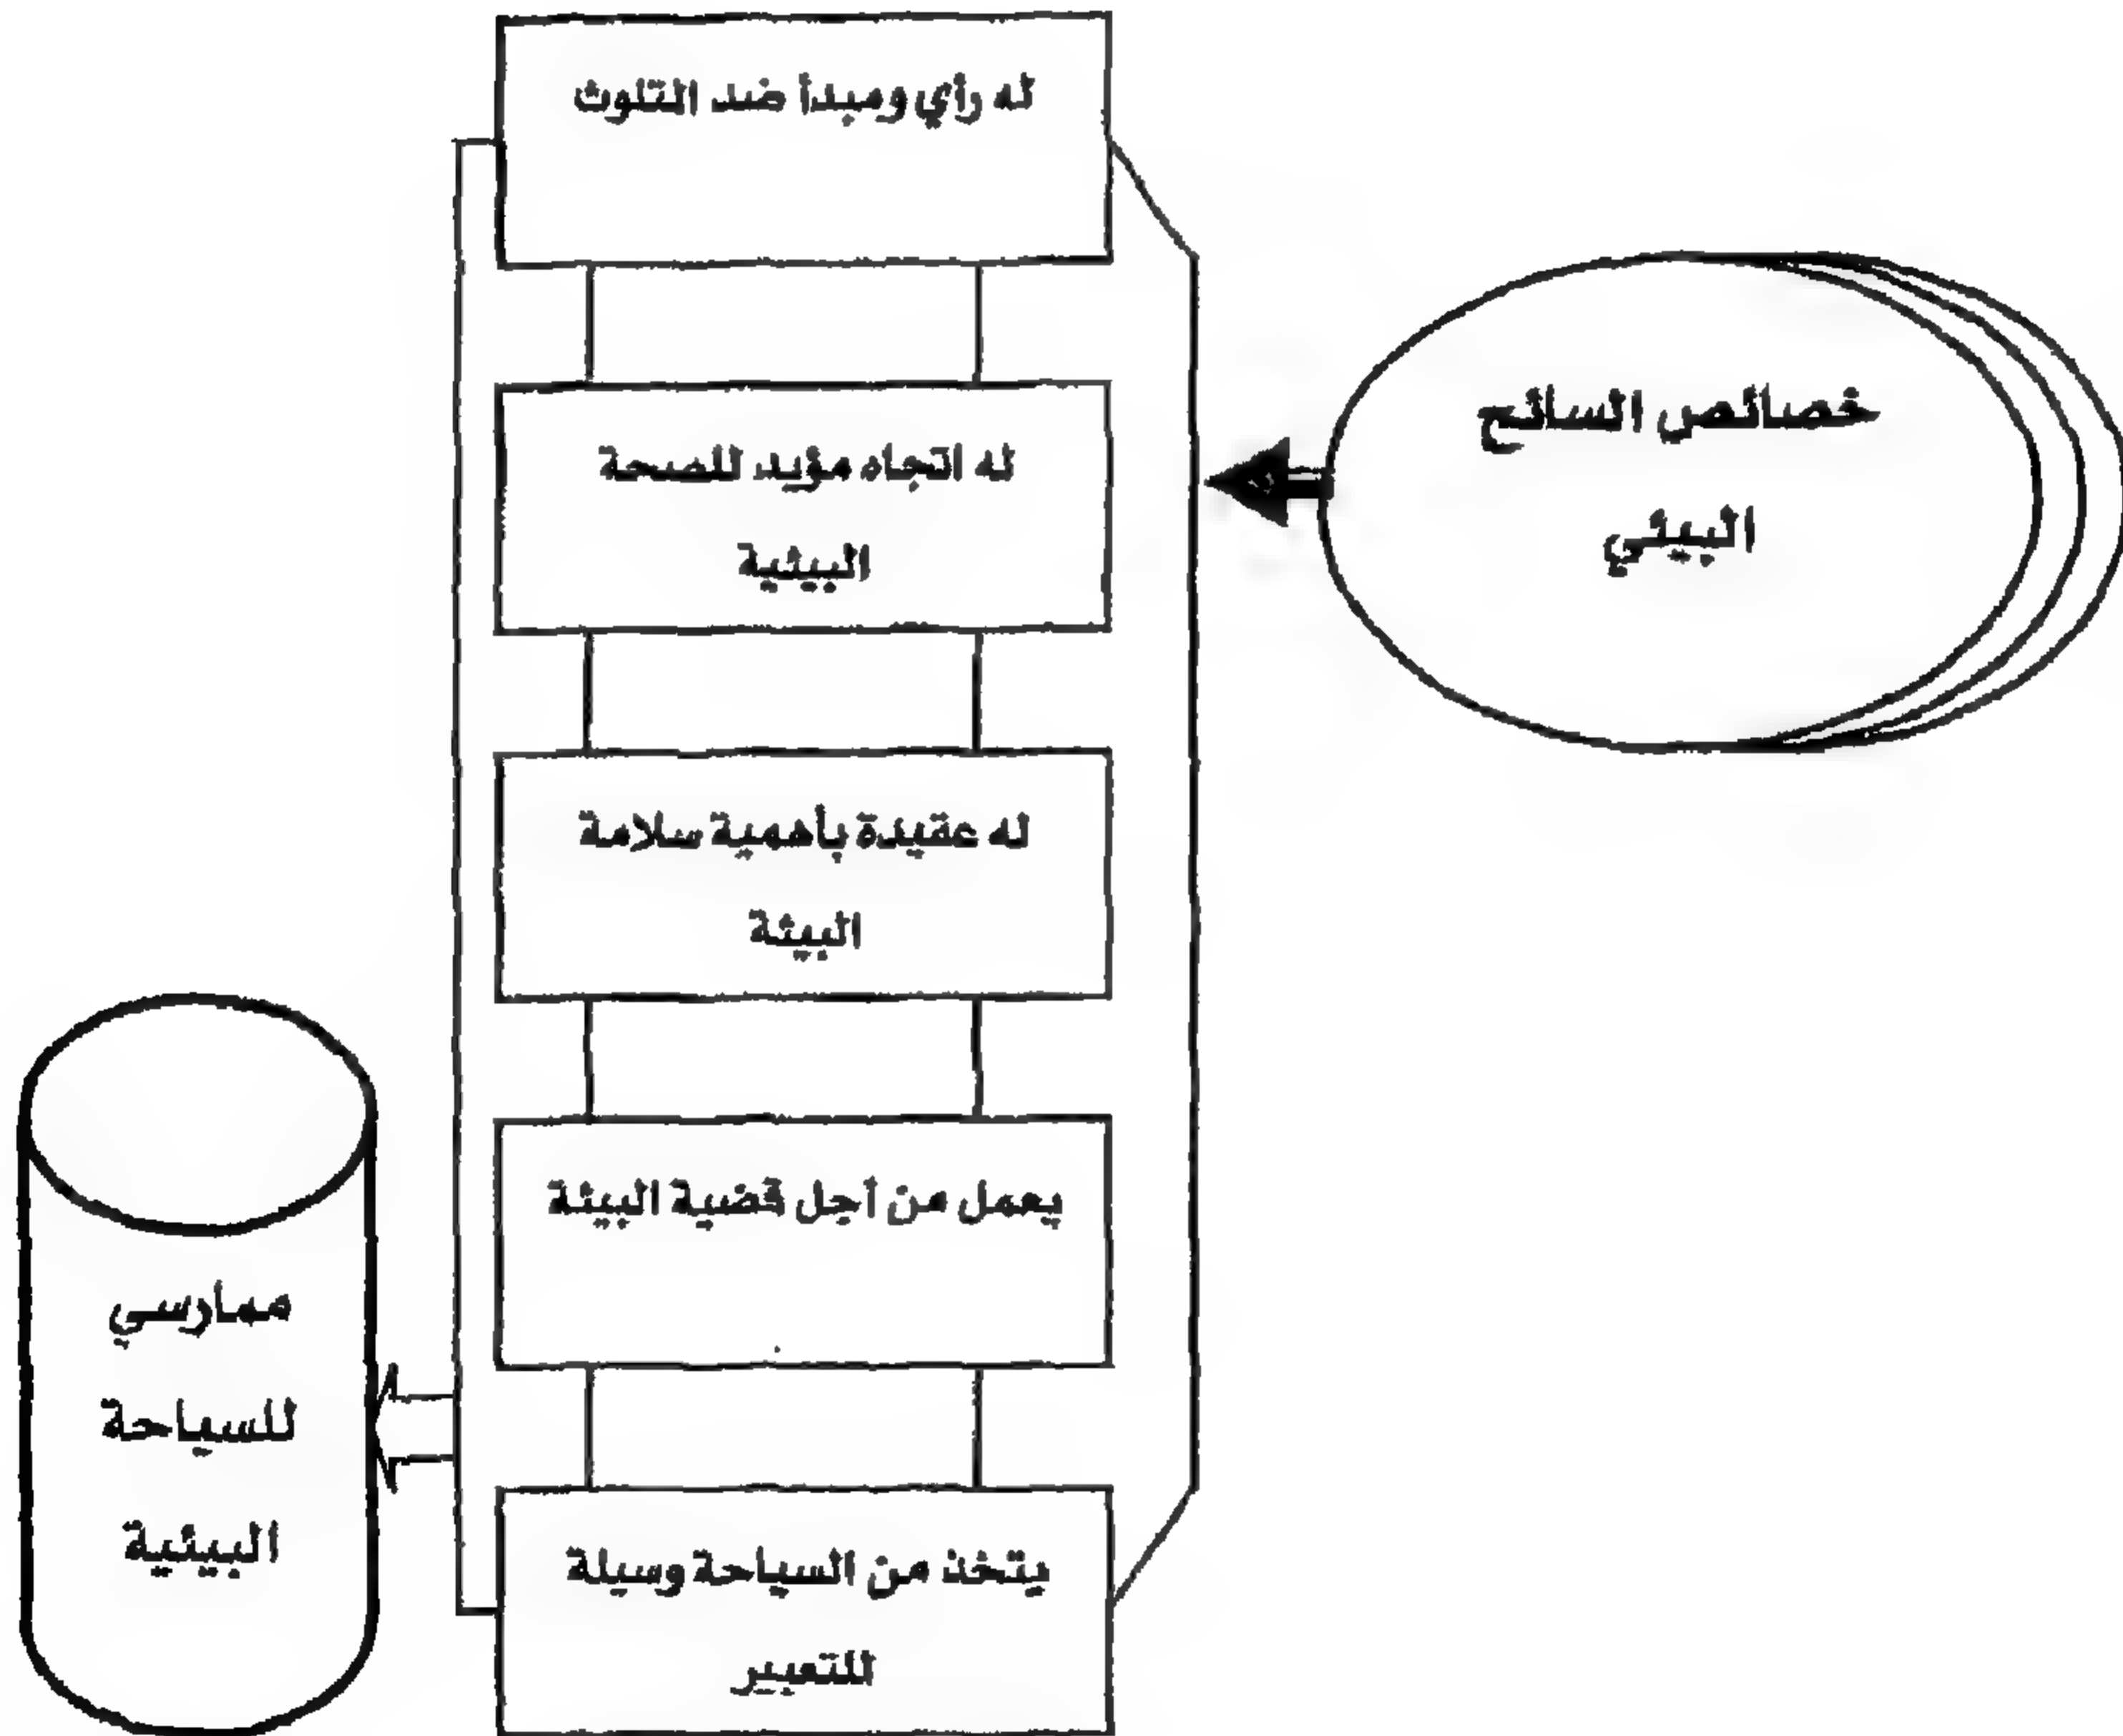 خصائص السائح
البيئي
له رأي ومبدأ ضد التلوث
له اتجاه مؤيد للصحة
البيئية
له عقيدة بأهمية سلامة
البيئة
يعمل من أجل قضية البيئة
يتخذ من السياحة وسيلة
للتعبير
ممارسي
للسياحة
البيئية